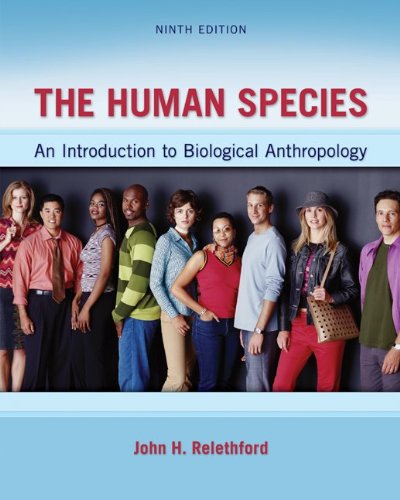 NINTH EDITION
THE HUMAN SPECIES
An Introduction to Biological Anthropology
John H. Relethford